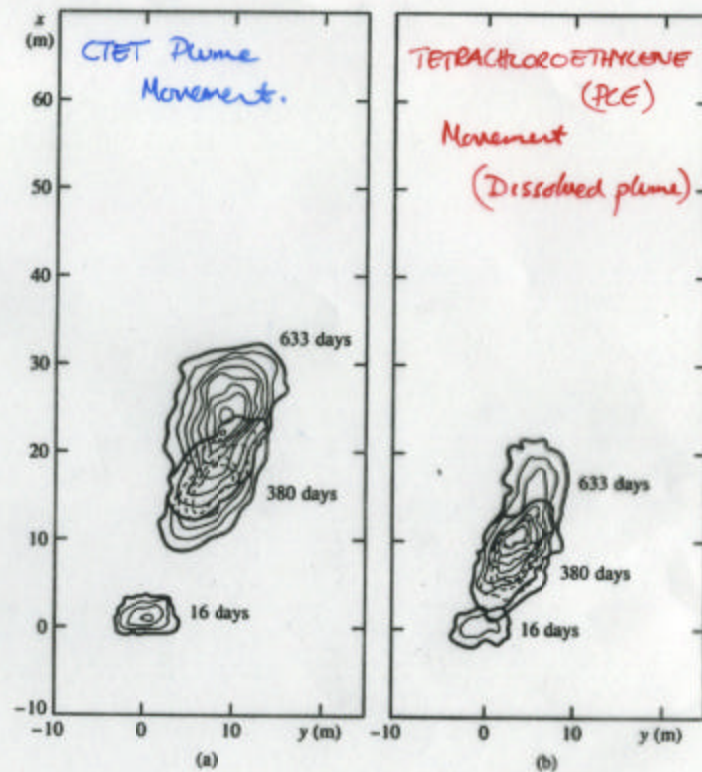 x
(m)
60
50
40
30
20
10
0
-10
-10
0
10
y (m)
(a)
CTET Plume
Movement.
633 days
380 days
16 days
TETRACHLOROETHYLENE
(PCE)
Movement
(Dissolved plume)
633 days
380 days
16 days
-10
0
10
y (m)
(b)